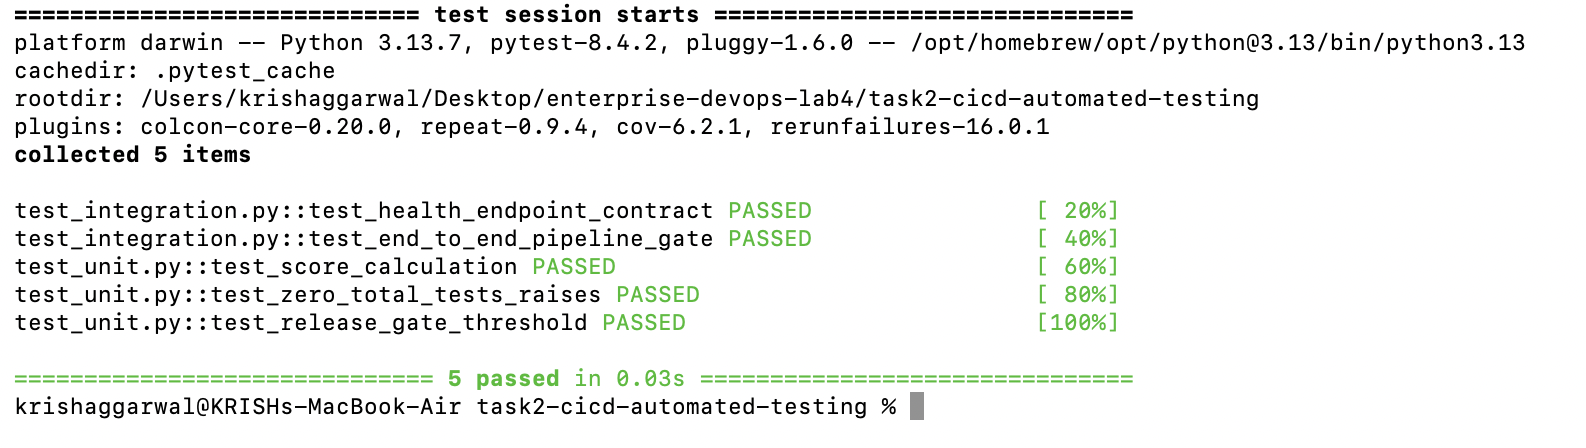 ============================= test session starts ==============================
platform darwin -- Python 3.13.7, pytest-8.4.2, pluggy-1.6.0 -- /opt/homebrew/opt/python@3.13/bin/python3.13
cachedir: .pytest_cache
rootdir: /Users/krishaggarwal/Desktop/enterprise-devops-lab4/task2-cicd-automated-testing
plugins: colcon-core-0.20.0, repeat-0.9.4, cov-6.2.1, rerunfailures-16.0.1
collected 5 items

test_integration.py::test_health_endpoint_contract PASSED                [ 20%]
test_integration.py::test_end_to_end_pipeline_gate PASSED                [ 40%]
test_unit.py::test_score_calculation PASSED                              [ 60%]
test_unit.py::test_zero_total_tests_raises PASSED                        [ 80%]
test_unit.py::test_release_gate_threshold PASSED                         [100%]

============================== 5 passed in 0.03s ===============================
krishaggarwal@KRISHs-MacBook-Air task2-cicd-automated-testing %